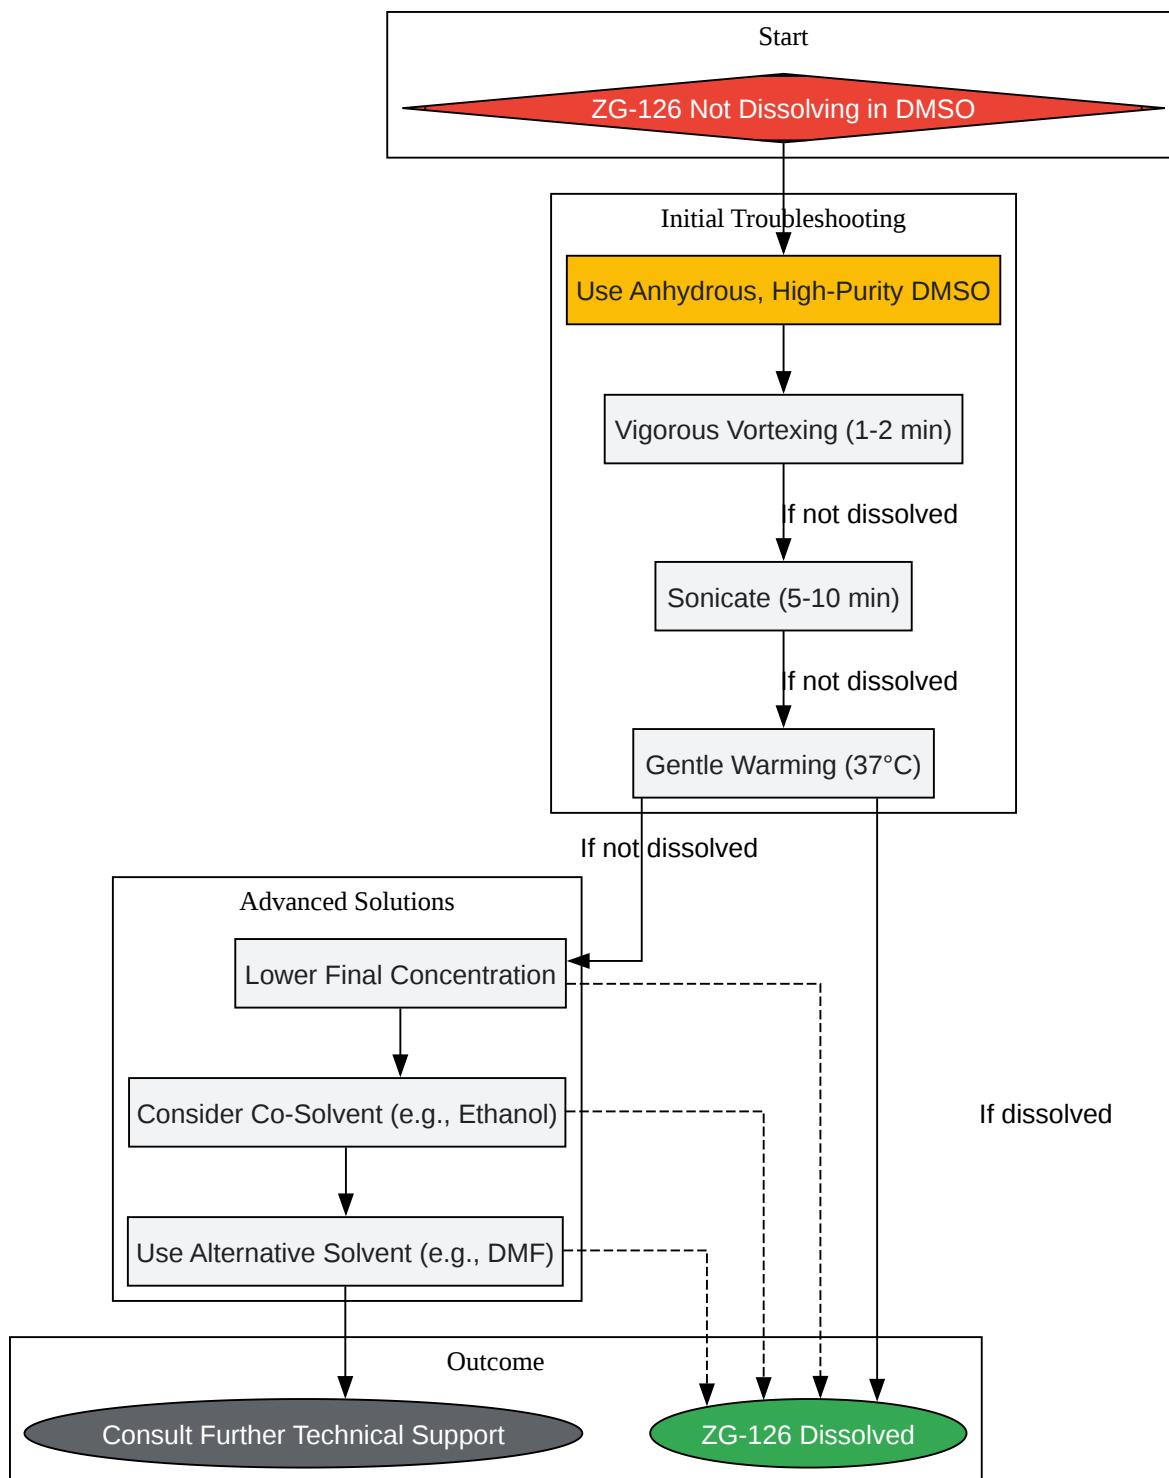 Start
ZG-126 Not Dissolving in DMSO
Initial Troubleshooting
Use Anhydrous, High-Purity DMSO
Vigorous Vortexing (1-2 min)
If not dissolved
Sonicate (5-10 min)
If not dissolved
Gentle Warming (37°C)
If not dissolved
Advanced Solutions
Lower Final Concentration
Consider Co-Solvent (e.g., Ethanol)
If dissolved
Use Alternative Solvent (e.g., DMF)
Outcome
Consult Further Technical Support
ZG-126 Dissolved